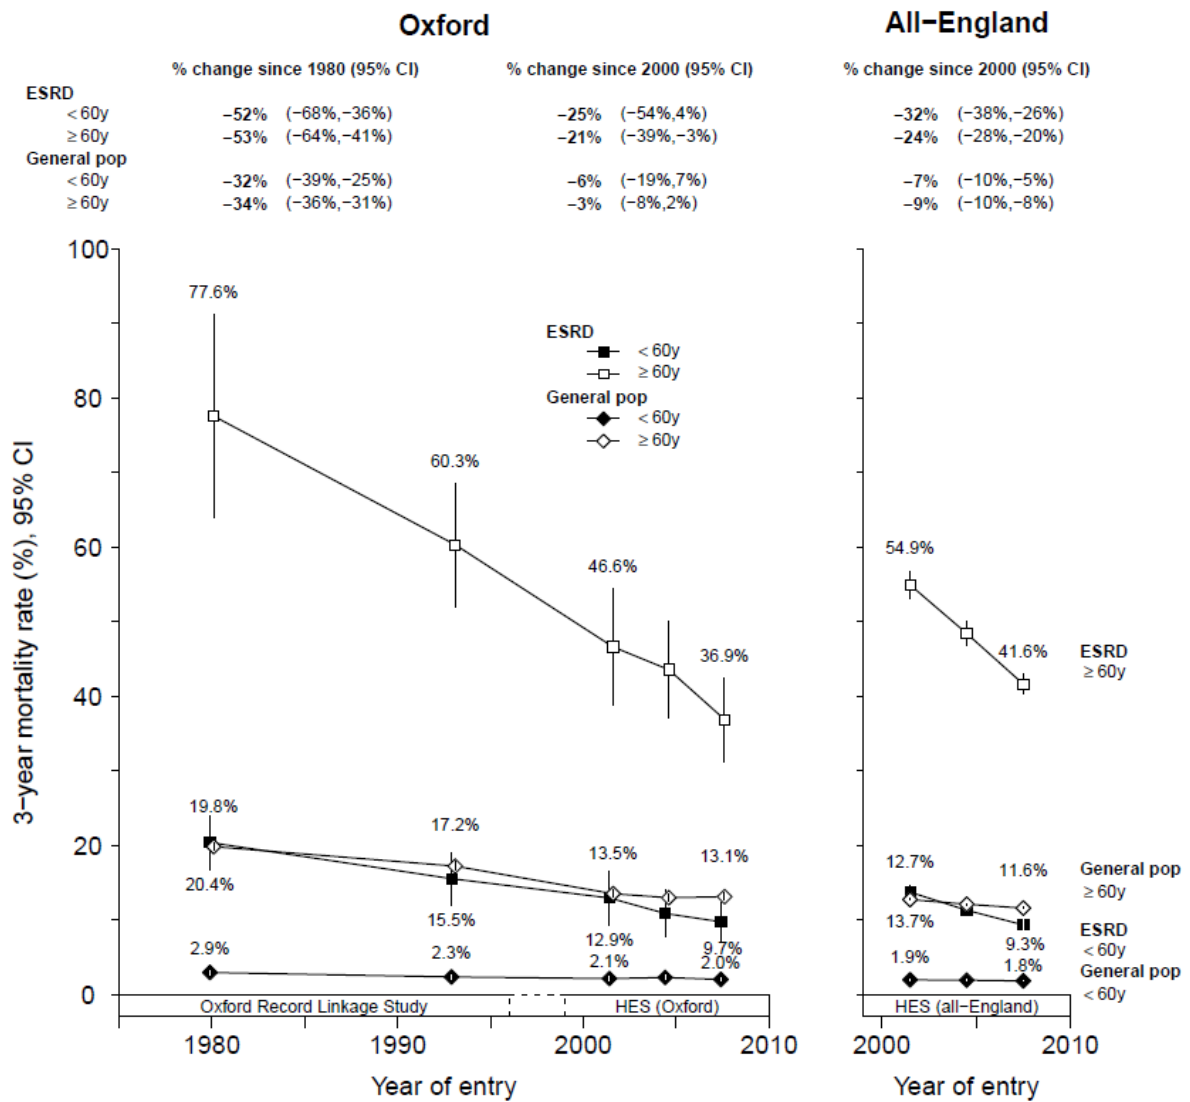 Oxford
All−England
% change since 1980 (95% CI) % change since 2000 (95% CI) % change since 2000 (95% CI)
ESRD
< 60y −52% (−68%,−36%) −25% (−54%,4%) −32% (−38%,−26%)
≥ 60y −53% (−64%,−41%) −21% (−39%,−3%) −24% (−28%,−20%)
General pop
< 60y −32% (−39%,−25%) −6% (−19%,7%) −7% (−10%,−5%)
≥ 60y −34% (−36%,−31%) −3% (−8%,2%) −9% (−10%,−8%)
3−year mortality rate (%), 95% CI
100
80
60
40
20
0
77.6%
60.3%
46.6%
36.9%
19.8%
17.2%
13.5%
13.1%
20.4%
15.5%
12.9%
9.7%
2.9%
2.3%
2.1%
2.0%
ESRD
< 60y
≥ 60y
General pop
< 60y
≥ 60y
Oxford Record Linkage Study
HES (Oxford)
1980 1990 2000 2010
Year of entry
54.9%
41.6%
12.7%
11.6%
13.7%
9.3%
1.9%
1.8%
ESRD
≥ 60y
General pop
≥ 60y
ESRD
< 60y
General pop
< 60y
HES (all−England)
2000 2010
Year of entry